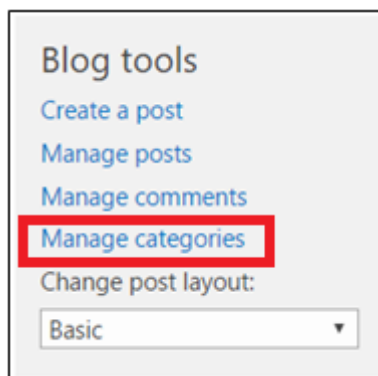 Blog tools
Create a post
Manage posts
Manage comments
Manage categories
Change post layout:
Basic